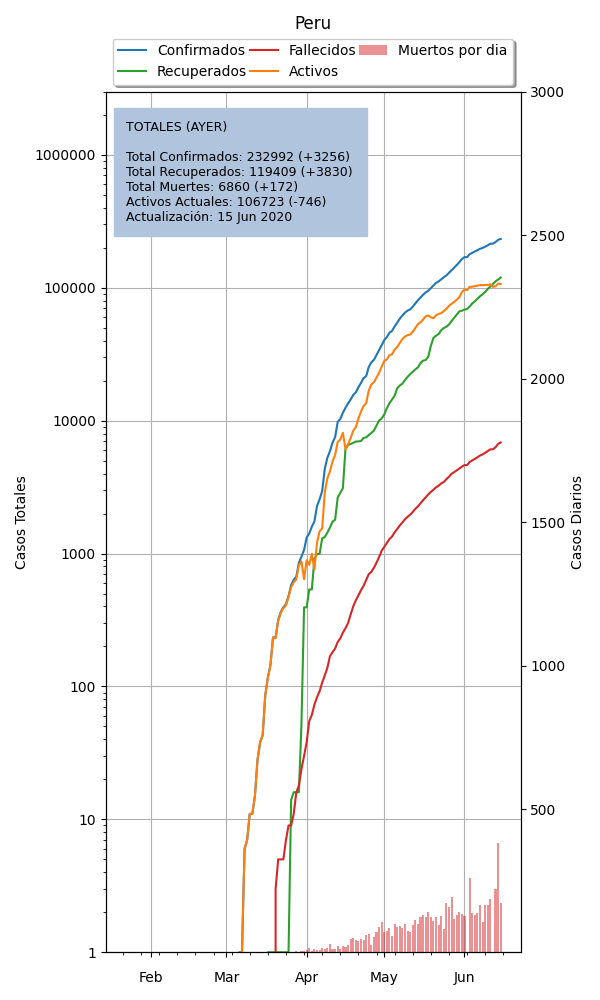 Peru
Confirmados
Fallecidos
Muertos por dia
Recuperados
Activos
TOTALES (AYER)
Total Confirmados: 232992 (+3256)
Total Recuperados: 119409 (+3830)
Total Muertes: 6860 (+172)
Activos Actuales: 106723 (-746)
Actualización: 15 Jun 2020
Casos Totales
1000000
100000
10000
1000
100
10
1
Casos Diarios
3000
2500
2000
1500
1000
500
Feb
Mar
Apr
May
Jun